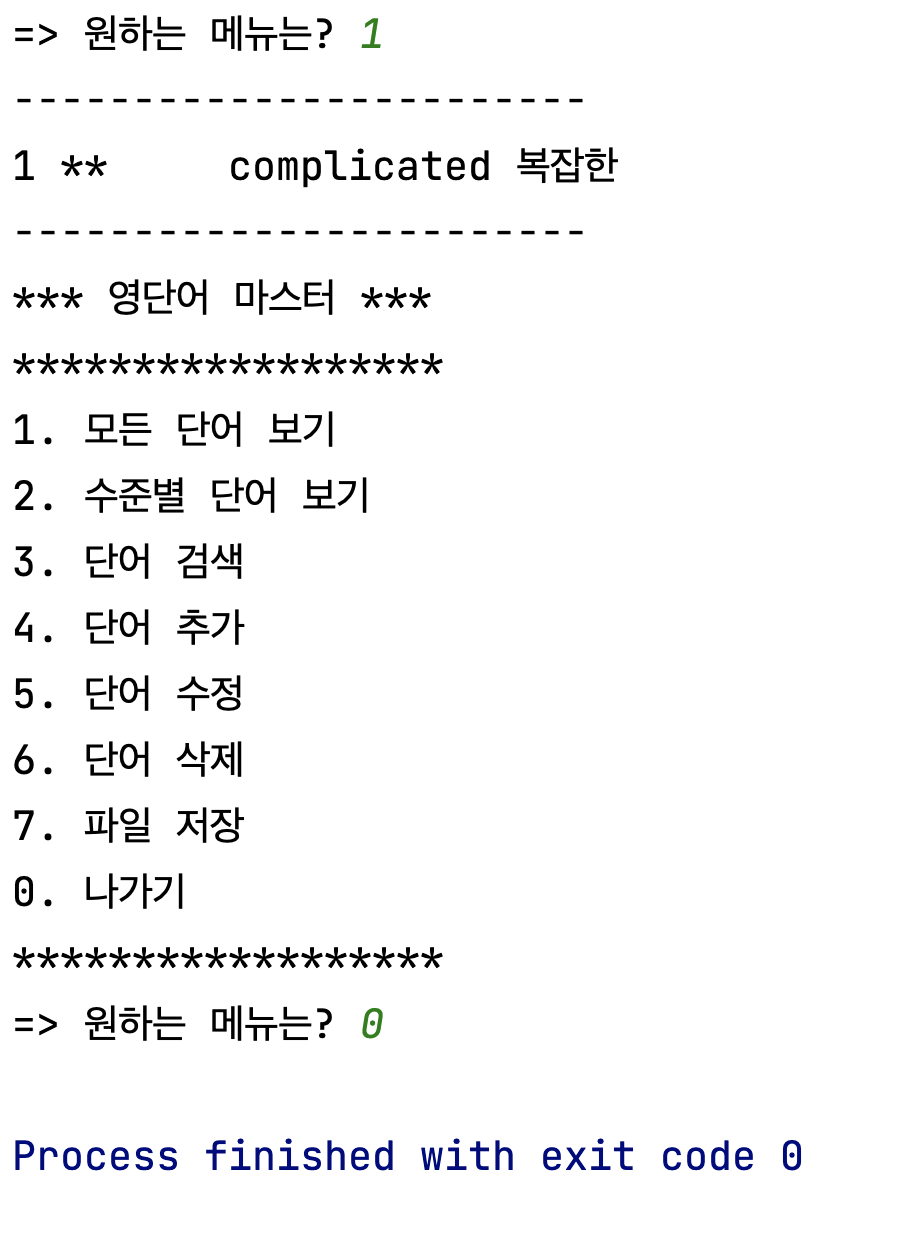 => 원하는 메뉴는? 1
------------------------
1 **     complicated 복잡한
------------------------
*** 영단어 마스터 ***
******************
1. 모든 단어 보기
2. 수준별 단어 보기
3. 단어 검색
4. 단어 추가
5. 단어 수정
6. 단어 삭제
7. 파일 저장
0. 나가기
******************
=> 원하는 메뉴는? 0
Process finished with exit code 0